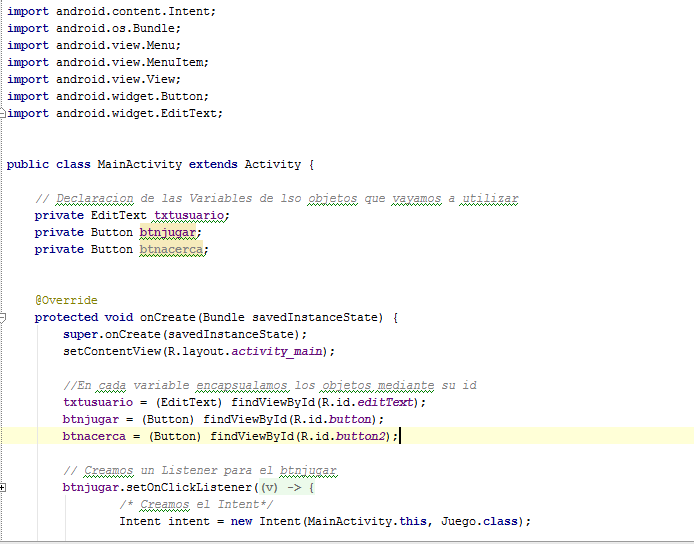 import android.content.Intent;
import android.os.Bundle;
import android.view.Menu;
import android.view.MenuItem;
import android.view.View;
import android.widget.Button;
import android.widget.EditText;
public class MainActivity extends Activity {
// Declaracion de las Variables de lso objetos que vayamos a utilizar
private EditText txtusuario;
private Button btnjugar;
private Button btnacerca;
@Override
protected void onCreate(Bundle savedInstanceState) {
super.onCreate(savedInstanceState);
setContentView(R.layout.activity_main);
//En cada variable encapsualamos los objetos mediante su id
txtusuario = (EditText) findViewById(R.id.editText);
btnjugar = (Button) findViewById(R.id.button);
btnacerca = (Button) findViewById(R.id.button2);
// Creamos un Listener para el btnjugar
btnjugar.setOnClickListener((v) -> {
/* Creamos el Intent*/
Intent intent = new Intent(MainActivity.this, Juego.class);